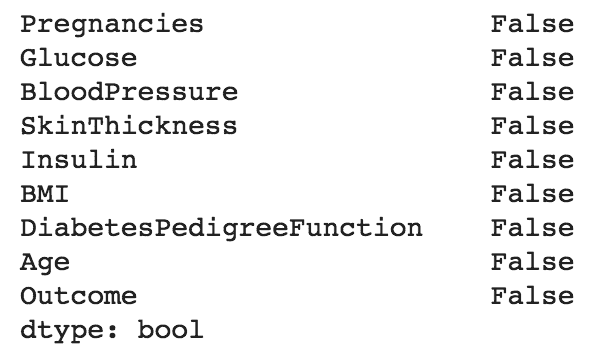 Pregnancies False
Glucose False
BloodPressure False
SkinThickness False
Insulin False
BMI False
DiabetesPedigreeFunction False
Age False
Outcome False
dtype: bool